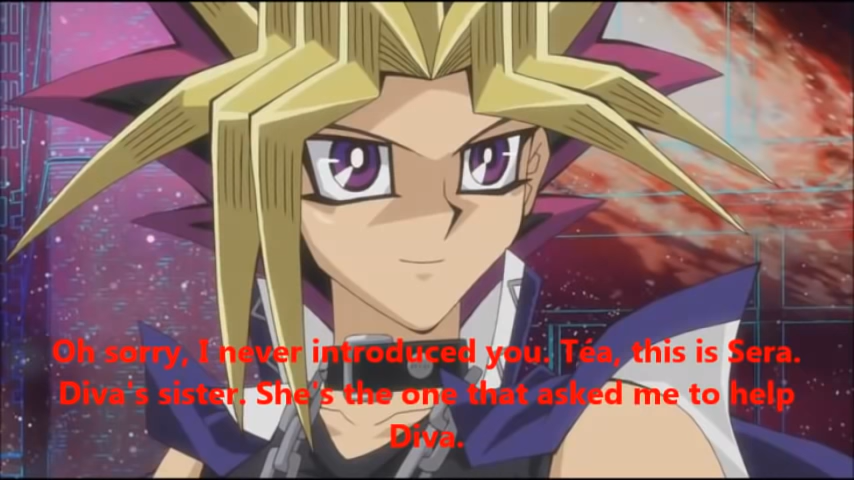 Oh sorry, I never introduced you. Téa, this is Sera.
Diva's sister. She's the one that asked me to help
Diva.